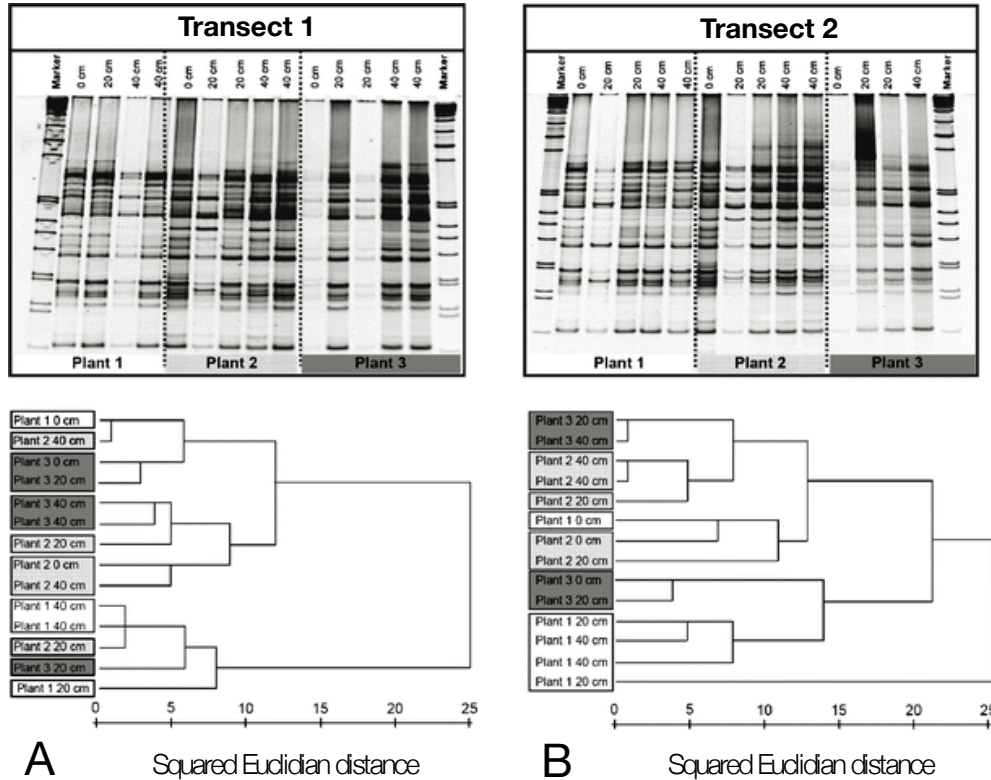 Transect 1
Marker 0 cm 20 cm 40 cm 40 cm 0 cm 20 cm 20 cm 40 cm 40 cm 0 cm 20 cm 20 cm 40 cm 40 cm Marker
Plant 1 Plant 2 Plant 3
Plant 1 0 cm
Plant 2 40 cm
Plant 3 0 cm
Plant 3 20 cm
Plant 3 40 cm
Plant 3 40 cm
Plant 2 20 cm
Plant 2 0 cm
Plant 2 40 cm
Plant 1 40 cm
Plant 1 40 cm
Plant 2 20 cm
Plant 3 20 cm
Plant 1 20 cm
0 5 10 15 20 25
A Squared Euclidian distance
Transect 2
Marker 0 cm 20 cm 20 cm 40 cm 40 cm 0 cm 20 cm 20 cm 40 cm 40 cm 0 cm 20 cm 20 cm 40 cm Marker
Plant 1 Plant 2 Plant 3
Plant 3 20 cm
Plant 3 40 cm
Plant 2 40 cm
Plant 2 40 cm
Plant 2 20 cm
Plant 1 0 cm
Plant 2 0 cm
Plant 2 20 cm
Plant 3 0 cm
Plant 3 20 cm
Plant 1 20 cm
Plant 1 40 cm
Plant 1 40 cm
Plant 1 20 cm
0 5 10 15 20 25
B Squared Euclidian distance